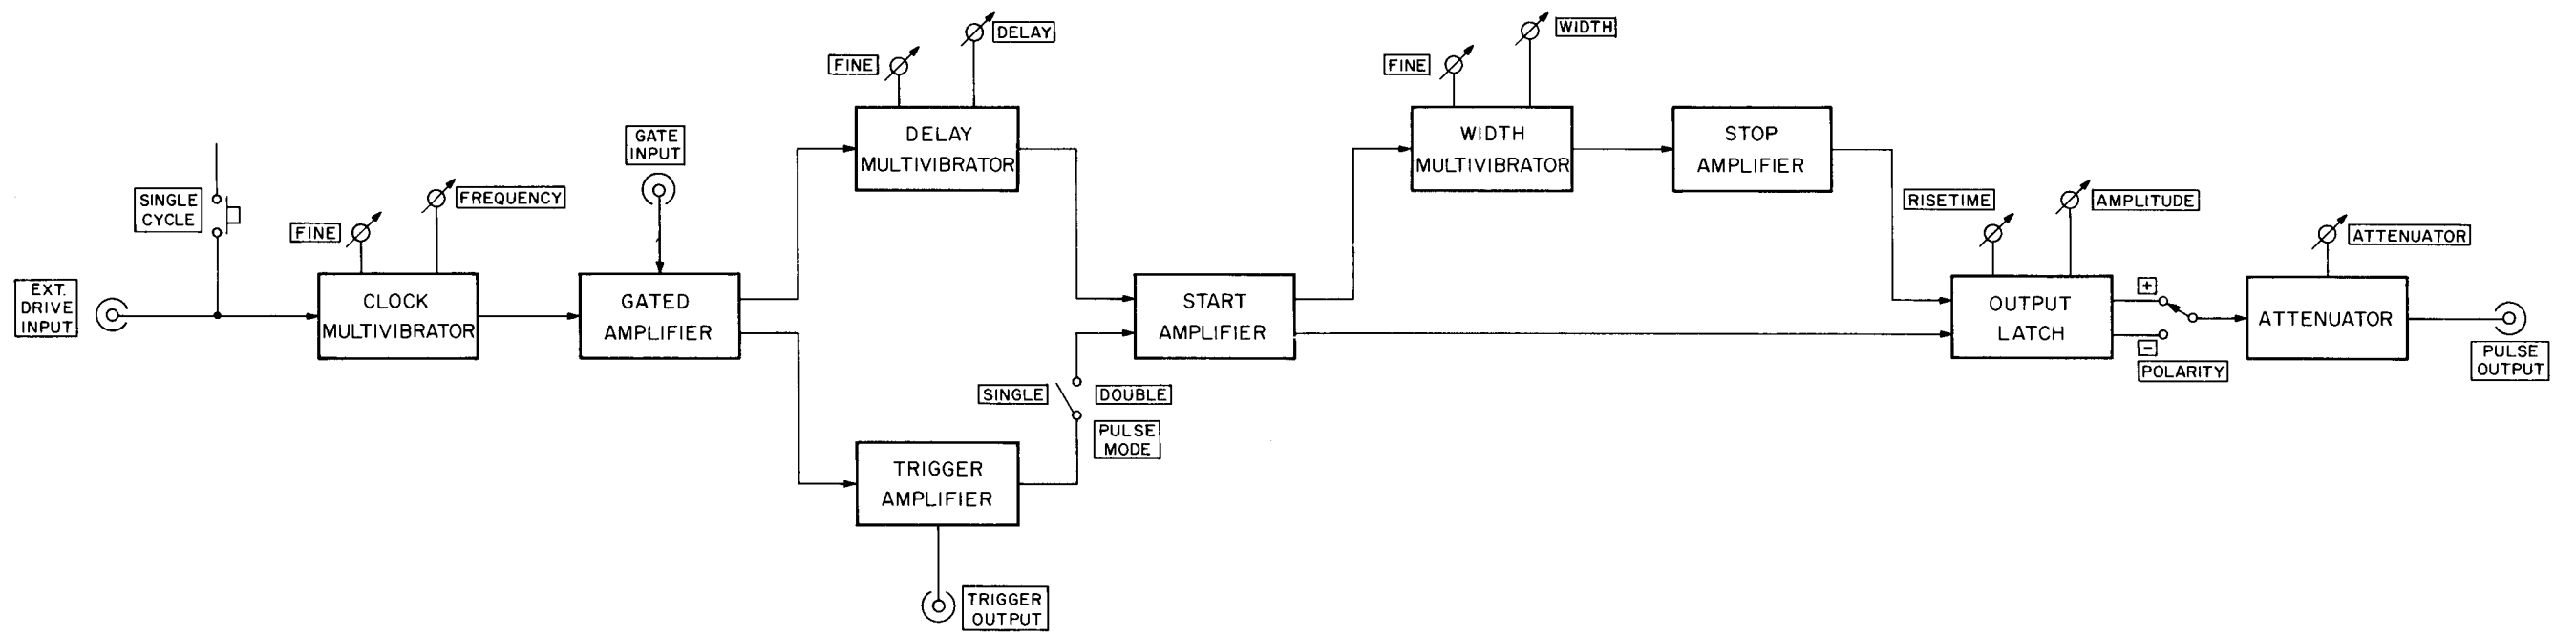 SINGLE
CYCLE
EXT.
DRIVE
INPUT
FINE
FREQUENCY
CLOCK
MULTIVIBRATOR
GATE
INPUT
GATED
AMPLIFIER
FINE
DELAY
DELAY
MULTIVIBRATOR
TRIGGER
AMPLIFIER
TRIGGER
OUTPUT
SINGLE
DOUBLE
PULSE
MODE
START
AMPLIFIER
FINE
WIDTH
WIDTH
MULTIVIBRATOR
STOP
AMPLIFIER
RISETIME
AMPLITUDE
OUTPUT
LATCH
+
−
POLARITY
ATTENUATOR
ATTENUATOR
PULSE
OUTPUT